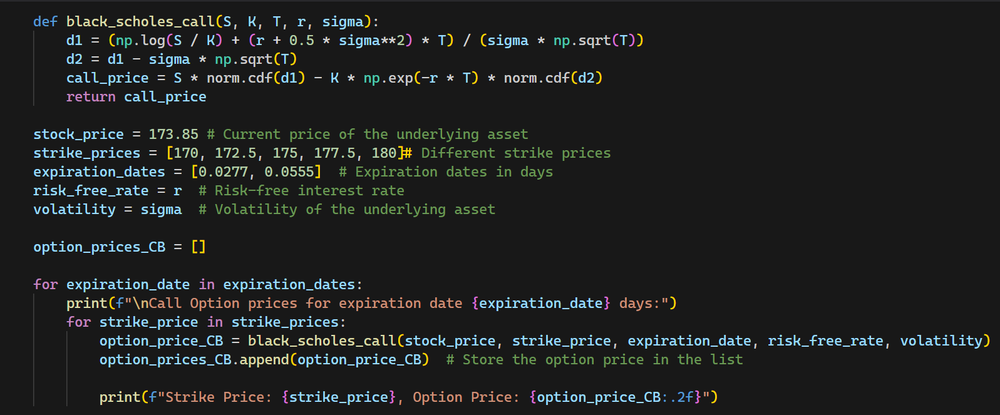 def black_scholes_call(S, K, T, r, sigma):
    d1 = (np.log(S / K) + (r + 0.5 * sigma**2) * T) / (sigma * np.sqrt(T))
    d2 = d1 - sigma * np.sqrt(T)
    call_price = S * norm.cdf(d1) - K * np.exp(-r * T) * norm.cdf(d2)
    return call_price

stock_price = 173.85 # Current price of the underlying asset
strike_prices = [170, 172.5, 175, 177.5, 180]# Different strike prices
expiration_dates = [0.0277, 0.0555]  # Expiration dates in days
risk_free_rate = r  # Risk-free interest rate
volatility = sigma  # Volatility of the underlying asset

option_prices_CB = []

for expiration_date in expiration_dates:
    print(f"\nCall Option prices for expiration date {expiration_date} days:")
    for strike_price in strike_prices:
        option_price_CB = black_scholes_call(stock_price, strike_price, expiration_date, risk_free_rate, volatility)
        option_prices_CB.append(option_price_CB)  # Store the option price in the list

        print(f"Strike Price: {strike_price}, Option Price: {option_price_CB:.2f}")